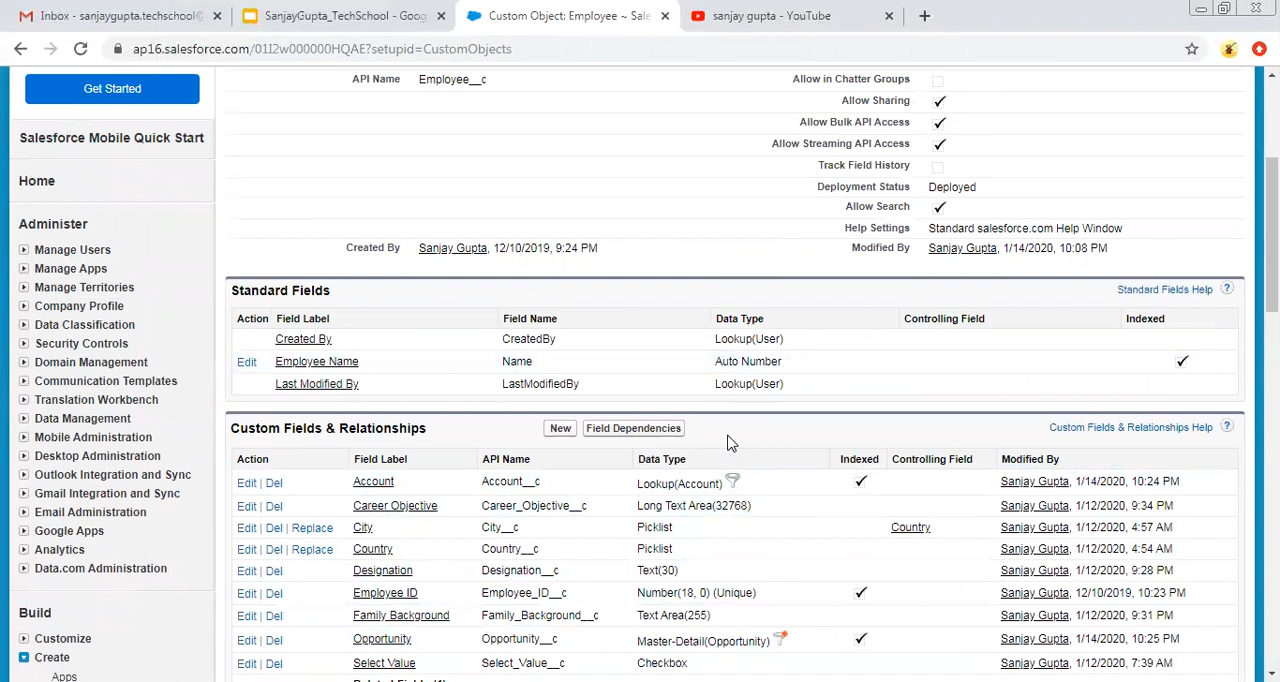 Inbox - sanjaygupta.techschool@
SanjayGupta_TechSchool - Goog
Custom Object: Employee ~ Sale
sanjay gupta - YouTube
ap16.salesforce.com/01I2w000000HQAE?setupid=CustomObjects
Get Started
Salesforce Mobile Quick Start
Home
Administer
Manage Users
Manage Apps
Manage Territories
Company Profile
Data Classification
Security Controls
Domain Management
Communication Templates
Translation Workbench
Data Management
Mobile Administration
Desktop Administration
Outlook Integration and Sync
Gmail Integration and Sync
Email Administration
Google Apps
Analytics
Data.com Administration
Build
Customize
Create
Apps
API Name Employee__c Allow in Chatter Groups
Allow Sharing
Allow Bulk API Access
Allow Streaming API Access
Track Field History
Deployment Status Deployed
Allow Search
Help Settings Standard salesforce.com Help Window
Created By Sanjay Gupta, 12/10/2019, 9:24 PM Modified By Sanjay Gupta, 1/14/2020, 10:08 PM
Standard Fields Standard Fields Help ?
Action Field Label Field Name Data Type Controlling Field Indexed
Created By CreatedBy Lookup(User)
Edit Employee Name Name Auto Number
Last Modified By LastModifiedBy Lookup(User)
Custom Fields & Relationships New Field Dependencies Custom Fields & Relationships Help ?
Action Field Label API Name Data Type Indexed Controlling Field Modified By
Edit | Del Account Account__c Lookup(Account) Sanjay Gupta, 1/14/2020, 10:24 PM
Edit | Del Career Objective Career_Objective__c Long Text Area(32768) Sanjay Gupta, 1/12/2020, 9:34 PM
Edit | Del | Replace City City__c Picklist Country Sanjay Gupta, 1/12/2020, 4:57 AM
Edit | Del | Replace Country Country__c Picklist Sanjay Gupta, 1/12/2020, 4:54 AM
Edit | Del Designation Designation__c Text(30) Sanjay Gupta, 1/12/2020, 9:28 PM
Edit | Del Employee ID Employee_ID__c Number(18, 0) (Unique) Sanjay Gupta, 12/10/2019, 10:23 PM
Edit | Del Family Background Family_Background__c Text Area(255) Sanjay Gupta, 1/12/2020, 9:31 PM
Edit | Del Opportunity Opportunity__c Master-Detail(Opportunity) Sanjay Gupta, 1/14/2020, 10:25 PM
Edit | Del Select Value Select_Value__c Checkbox Sanjay Gupta, 1/12/2020, 7:39 AM